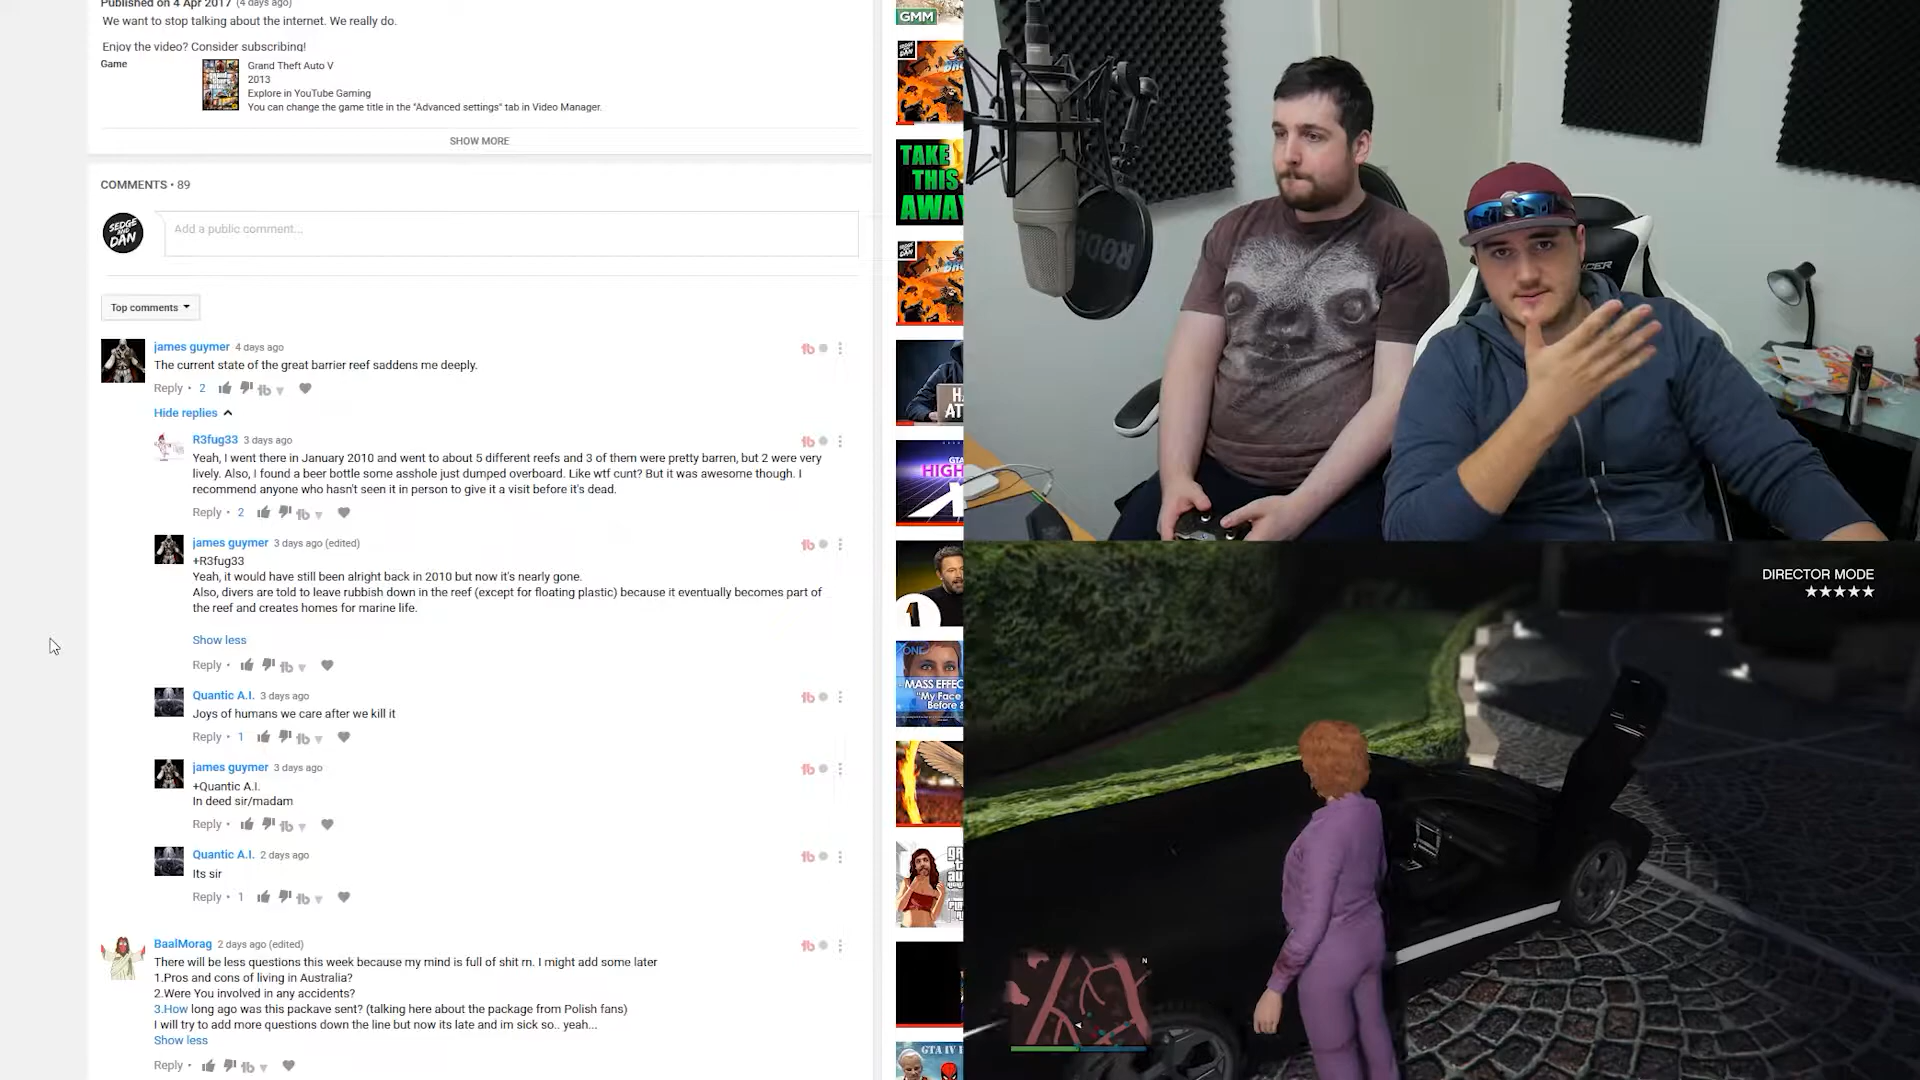 Published on 4 Apr 2017 (4 days ago)
We want to stop talking about the internet. We really do.
Enjoy the video? Consider subscribing!
Game
Grand Theft Auto V
2013
Explore in YouTube Gaming
You can change the game title in the "Advanced settings" tab in Video Manager.
SHOW MORE
COMMENTS • 89
SEDGE AND DAN
Add a public comment...
Top comments
james guymer 4 days ago
The current state of the great barrier reef saddens me deeply.
Reply • 2
Hide replies
R3fug33 3 days ago
Yeah, I went there in January 2010 and went to about 5 different reefs and 3 of them were pretty barren, but 2 were very
lively. Also, I found a beer bottle some asshole just dumped overboard. Like wtf cunt? But it was awesome though. I
recommend anyone who hasn't seen it in person to give it a visit before it's dead.
Reply • 2
james guymer 3 days ago (edited)
+R3fug33
Yeah, it would have still been alright back in 2010 but now it's nearly gone.
Also, divers are told to leave rubbish down in the reef (except for floating plastic) because it eventually becomes part of
the reef and creates homes for marine life.
Show less
Reply •
Quantic A.I. 3 days ago
Joys of humans we care after we kill it
Reply • 1
james guymer 3 days ago
+Quantic A.I.
In deed sir/madam
Reply •
Quantic A.I. 2 days ago
Its sir
Reply • 1
BaalMorag 2 days ago (edited)
There will be less questions this week because my mind is full of shit rn. I might add some later
1.Pros and cons of living in Australia?
2.Were You involved in any accidents?
3.How long ago was this packave sent? (talking here about the package from Polish fans)
I will try to add more questions down the line but now its late and im sick so.. yeah...
Show less
Reply •
GMM
TAKE
THIS
AWAY
HIGH
1
MASS EFFEC
"My Face
Before &
GTA IV
RODE
DIRECTOR MODE
★★★★★
N